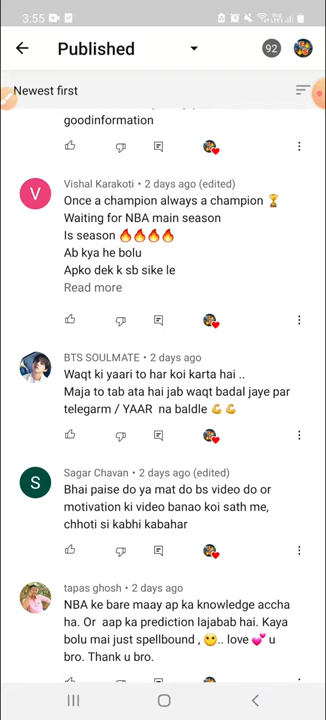 3:55
Published
92
Newest first
goodinformation
V
Vishal Karakoti • 2 days ago (edited)
Once a champion always a champion 🏆
Waiting for NBA main season
Is season 🔥🔥🔥🔥
Ab kya he bolu
Apko dek k sb sike le
Read more
BTS SOULMATE • 2 days ago
Waqt ki yaari to har koi karta hai ..
Maja to tab ata hai jab waqt badal jaye par
telegarm / YAAR na baldle 💪💪
S
Sagar Chavan • 2 days ago (edited)
Bhai paise do ya mat do bs video do or
motivation ki video banao koi sath me,
chhoti si kabhi kabahar
tapas ghosh • 2 days ago
NBA ke bare maay ap ka knowledge accha
ha. Or aap ka prediction lajabab hai. Kaya
bolu mai just spellbound , 😶.. love 💕 u
bro. Thank u bro.